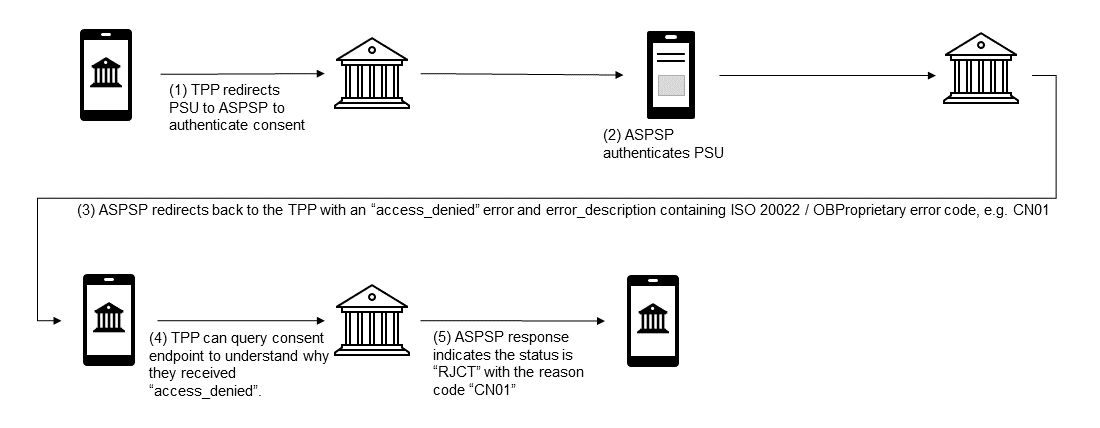 (1) TPP redirects
PSU to ASPSP to
authenticate consent
(2) ASPSP
authenticates PSU
(3) ASPSP redirects back to the TPP with an “access_denied” error and error_description containing ISO 20022 / OBProprietary error code, e.g. CN01
(4) TPP can query consent
endpoint to understand why
they received
“access_denied”.
(5) ASPSP response
indicates the status is
“RJCT” with the reason
code “CN01”